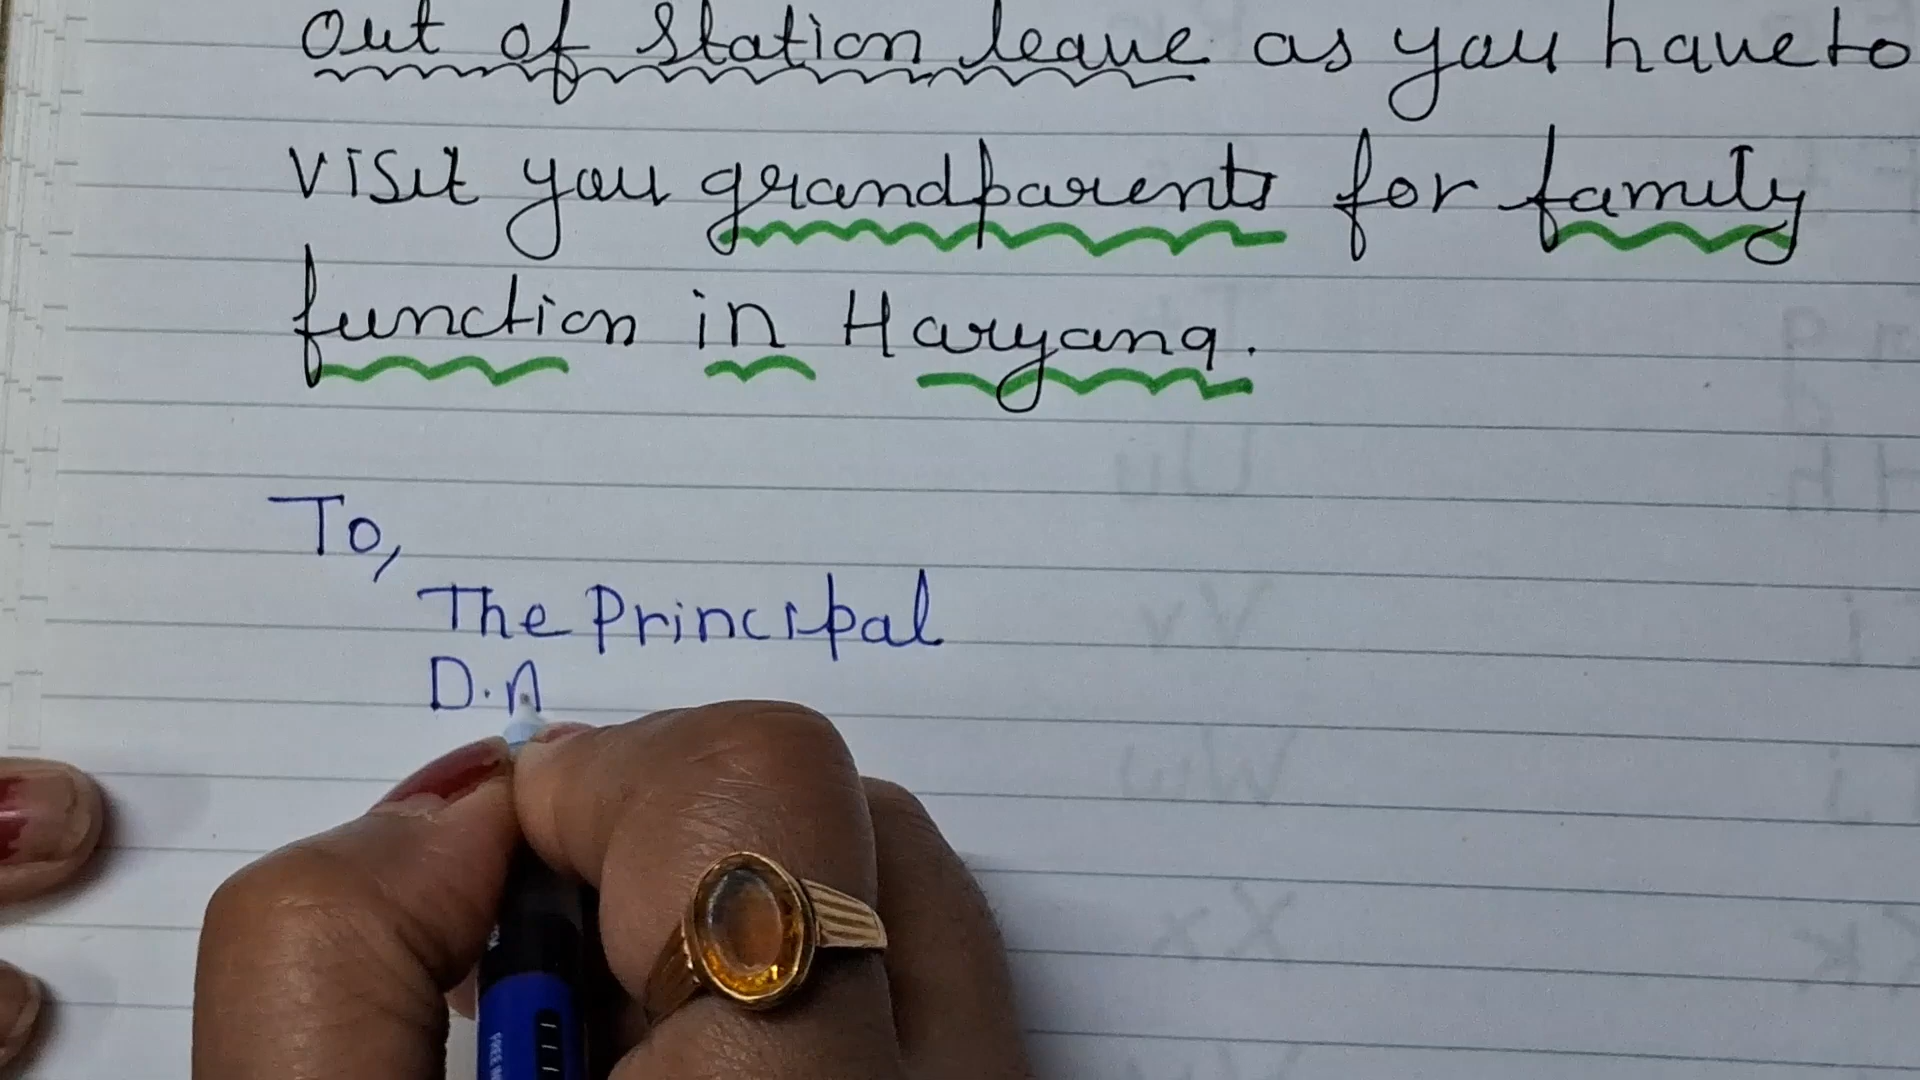 out of Station leave as you have to
visit you grandparents for family
function in Haryana.
To,
The Principal
D.A